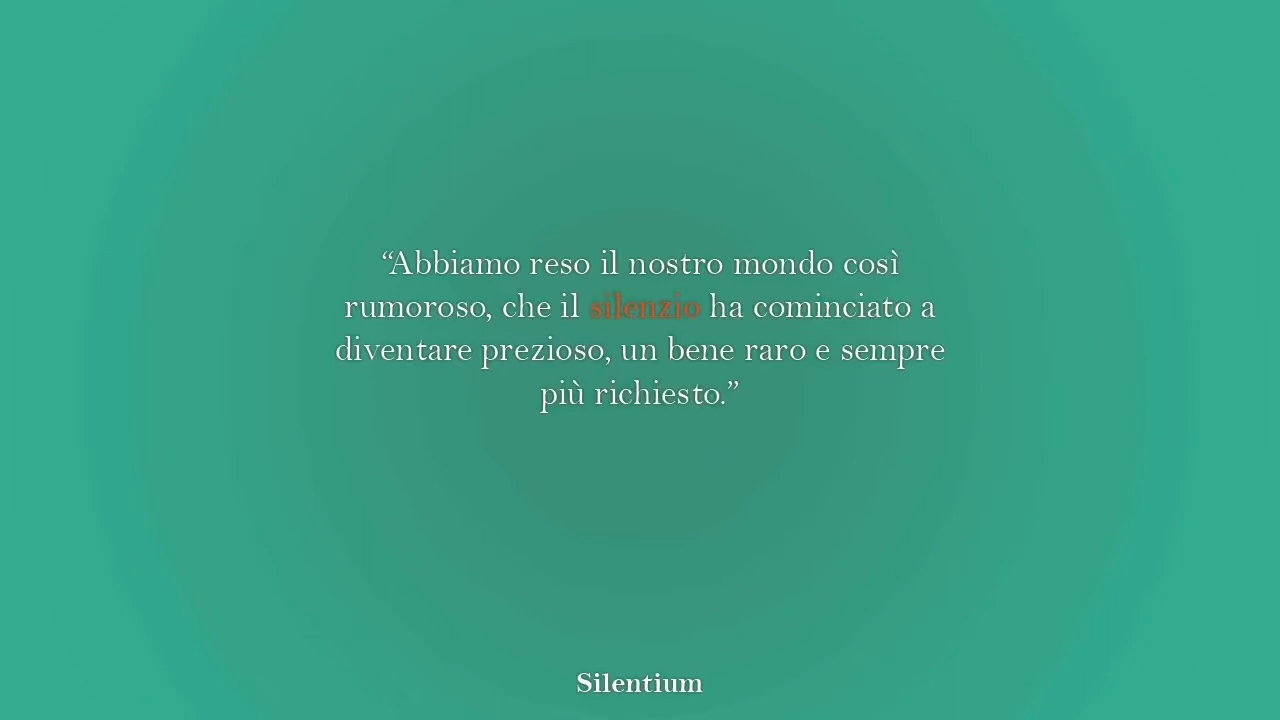 “Abbiamo reso il nostro mondo così
rumoroso, che il silenzio ha cominciato a
diventare prezioso, un bene raro e sempre
più richiesto.”
Silentium